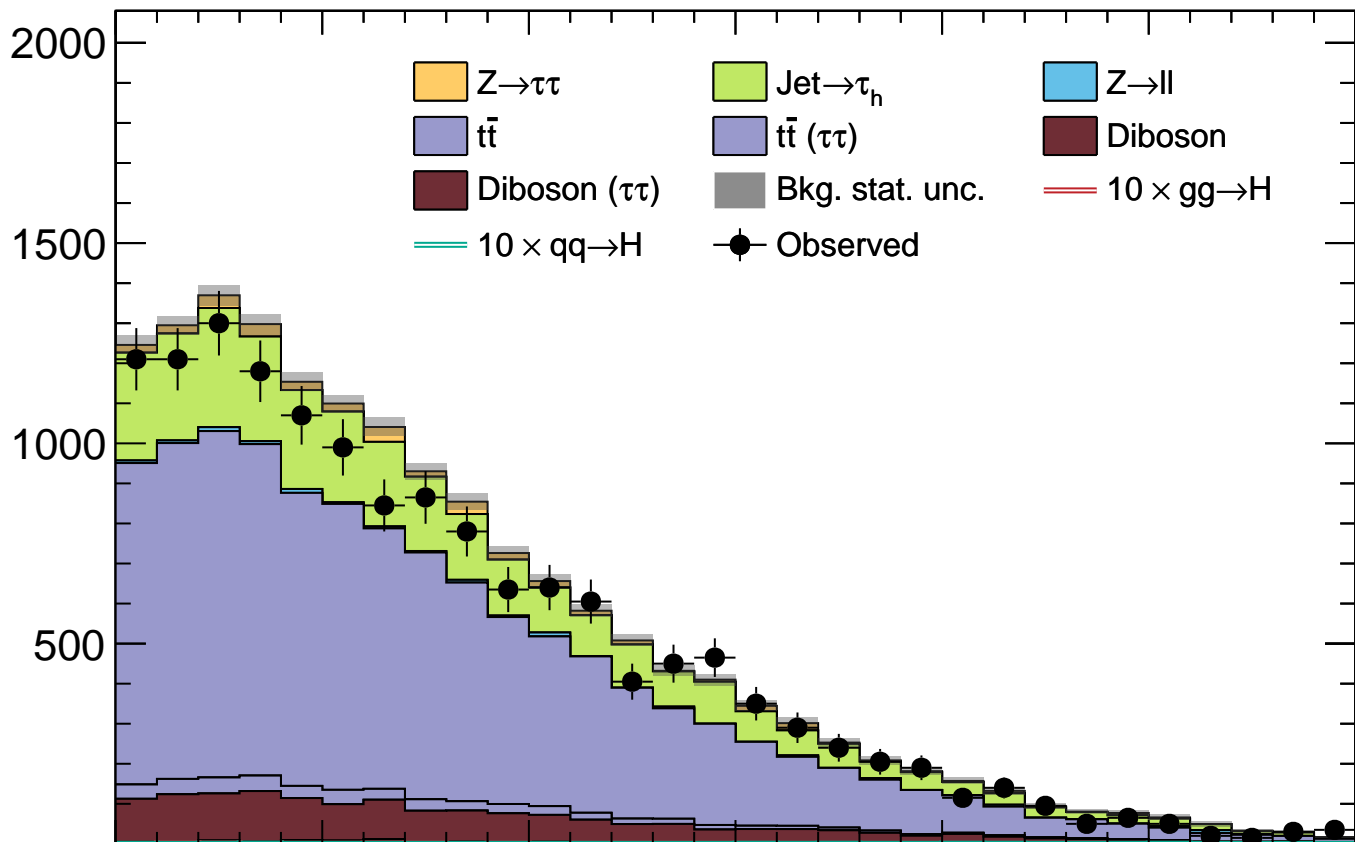 2000
Z→ττ Jet→τₕ Z→ll
tt̄ tt̄ (ττ) Diboson
Diboson (ττ) Bkg. stat. unc. 10 × gg→H
1500
10 × qq→H Observed
1000
500